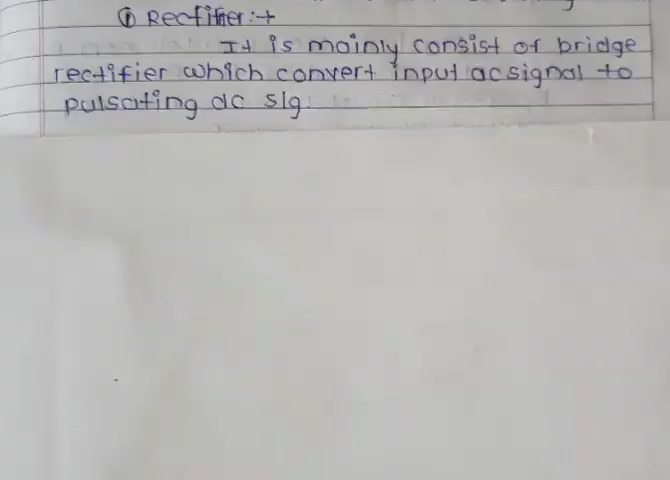 ① Rectifier:→
It is mainly consist of bridge
rectifier which convert input ac signal to
pulsating dc sig.